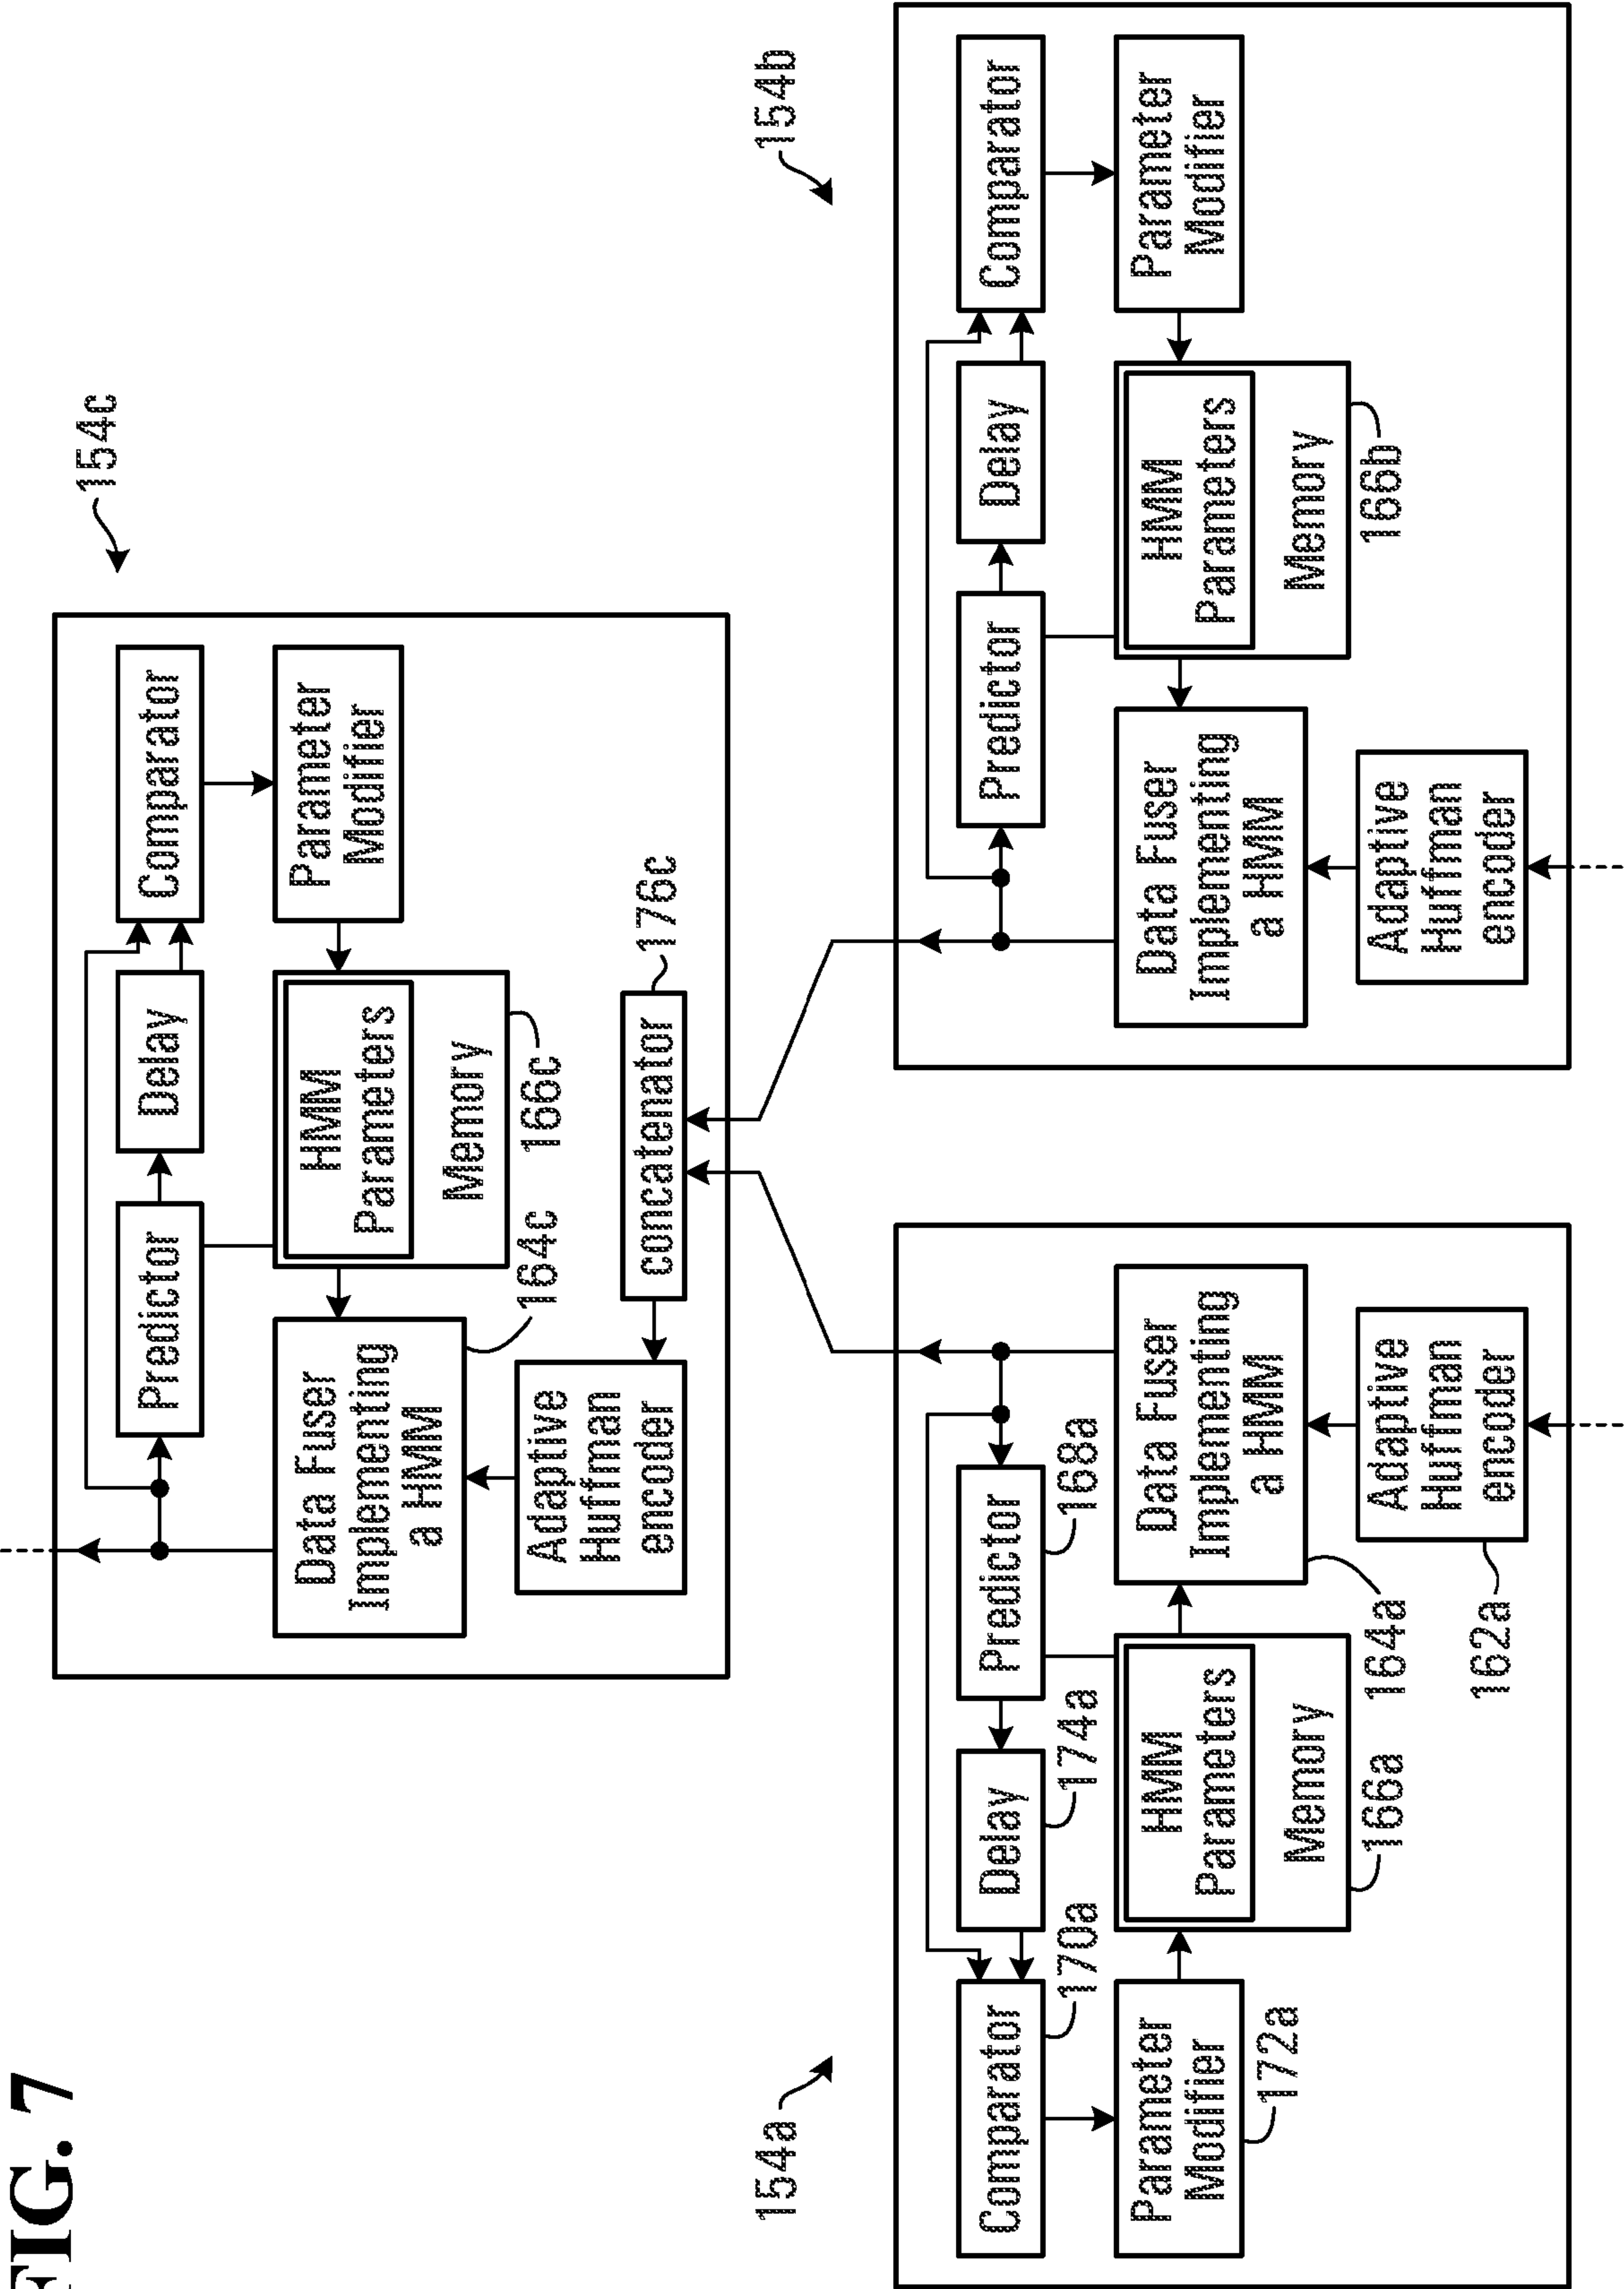 FIG. 7
154c
Predictor
Delay
Comparator
Data Fuser
Implementing
a HMM
HMM
Parameters
Memory
Parameter
Modifier
164c
166c
Adaptive
Huffman
encoder
concatenator
176c
154a
Comparator
Delay
Predictor
170a
174a
168a
Parameter
Modifier
HMM
Parameters
Memory
Data Fuser
Implementing
a HMM
172a
166a
164a
Adaptive
Huffman
encoder
162a
154b
Predictor
Delay
Comparator
Data Fuser
Implementing
a HMM
HMM
Parameters
Memory
Parameter
Modifier
166b
Adaptive
Huffman
encoder